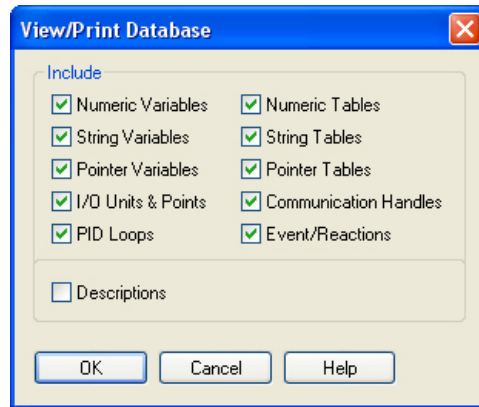 View/Print Database
Include
Numeric Variables Numeric Tables
String Variables String Tables
Pointer Variables Pointer Tables
I/O Units & Points Communication Handles
PID Loops Event/Reactions
Descriptions
OK Cancel Help